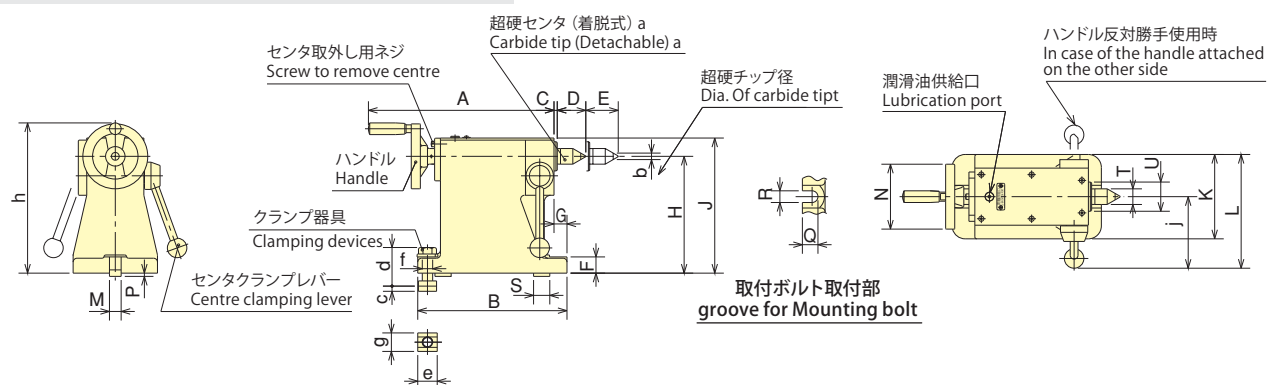 超硬センタ（着脱式）a
Carbide tip (Detachable) a
センタ取外し用ネジ
Screw to remove centre
ハンドル反対勝手使用時
In case of the handle attached
on the other side
超硬チップ径
Dia. Of carbide tipt
潤滑油供給口
Lubrication port
A
C
D
E
h
ハンドル
Handle
b
H
J
R
Q
N
T
U
K
L
j
クランプ器具
Clamping devices
G
F
d
f
c
B
S
センタクランプレバー
Centre clamping lever
M
P
取付ボルト取付部
groove for Mounting bolt
g
e